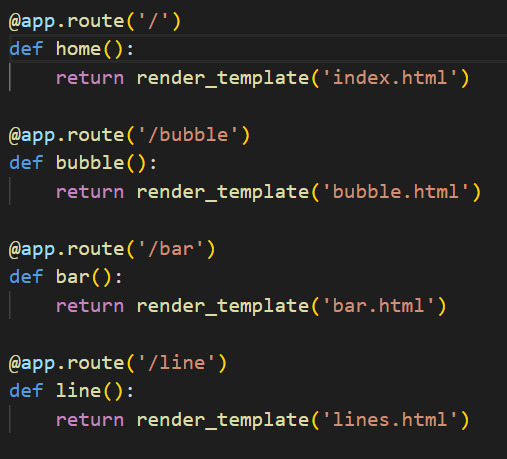 @app.route('/')
def home():
    return render_template('index.html')

@app.route('/bubble')
def bubble():
    return render_template('bubble.html')

@app.route('/bar')
def bar():
    return render_template('bar.html')

@app.route('/line')
def line():
    return render_template('lines.html')